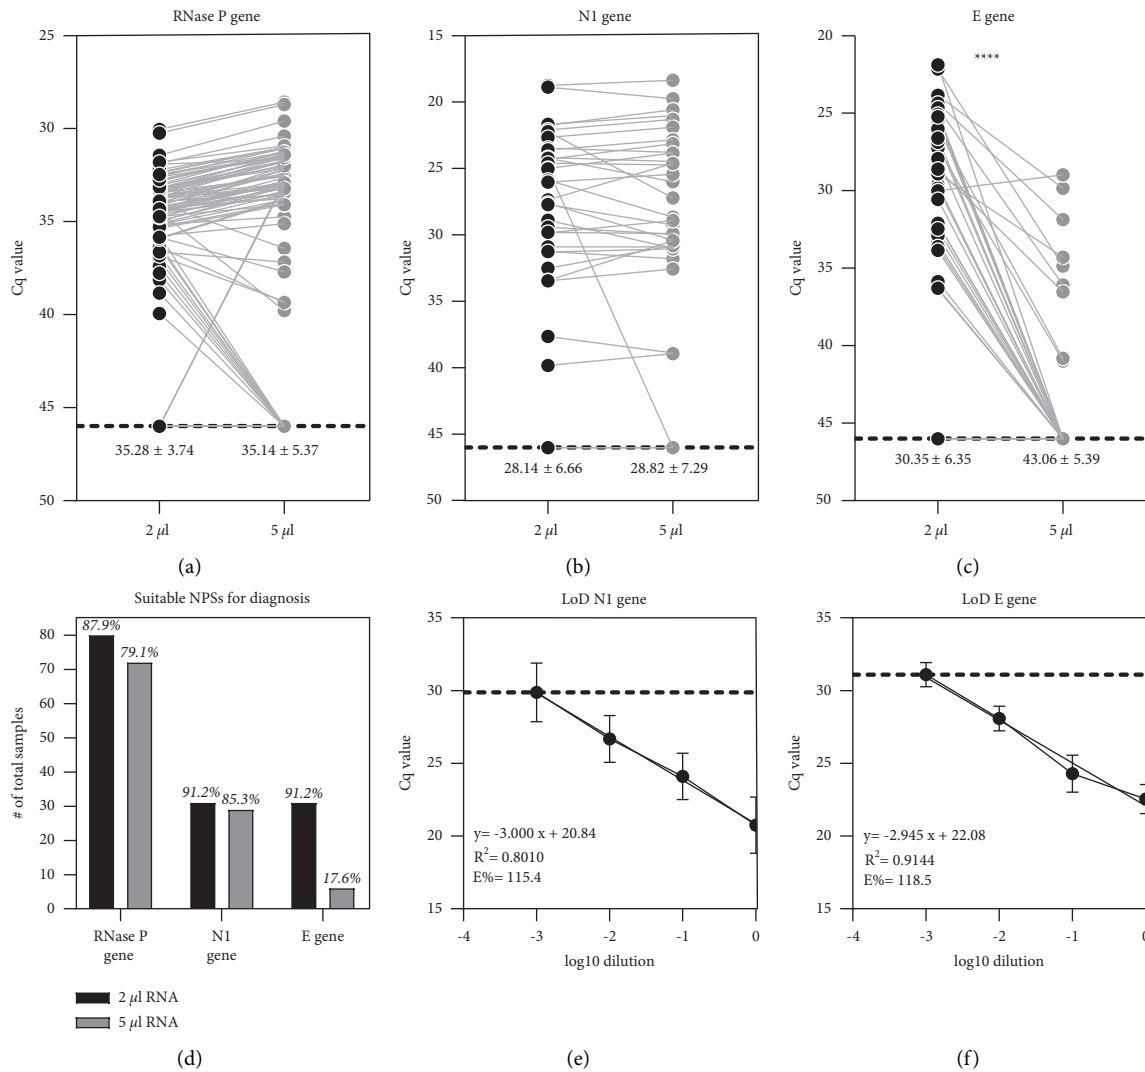 RNase P gene
25
30
35
40
45
50
Cq value
35.28 ± 3.74
35.14 ± 5.37
2 µl
5 µl
(a)
N1 gene
15
20
25
30
35
40
45
50
Cq value
28.14 ± 6.66
28.82 ± 7.29
2 µl
5 µl
(b)
E gene
20
25
30
35
40
45
50
Cq value
****
30.35 ± 6.35
43.06 ± 5.39
2 µl
5 µl
(c)
Suitable NPSs for diagnosis
80
70
60
50
40
30
20
10
0
# of total samples
87.9%
79.1%
91.2%
85.3%
91.2%
17.6%
RNase P
gene
N1
gene
E gene
2 µl RNA
5 µl RNA
(d)
LoD N1 gene
35
30
25
20
15
Cq value
y= -3.000 x + 20.84
R2= 0.8010
E%= 115.4
-4
-3
-2
-1
0
log10 dilution
(e)
LoD E gene
35
30
25
20
15
Cq value
y= -2.945 x + 22.08
R2= 0.9144
E%= 118.5
-4
-3
-2
-1
0
log10 dilution
(f)